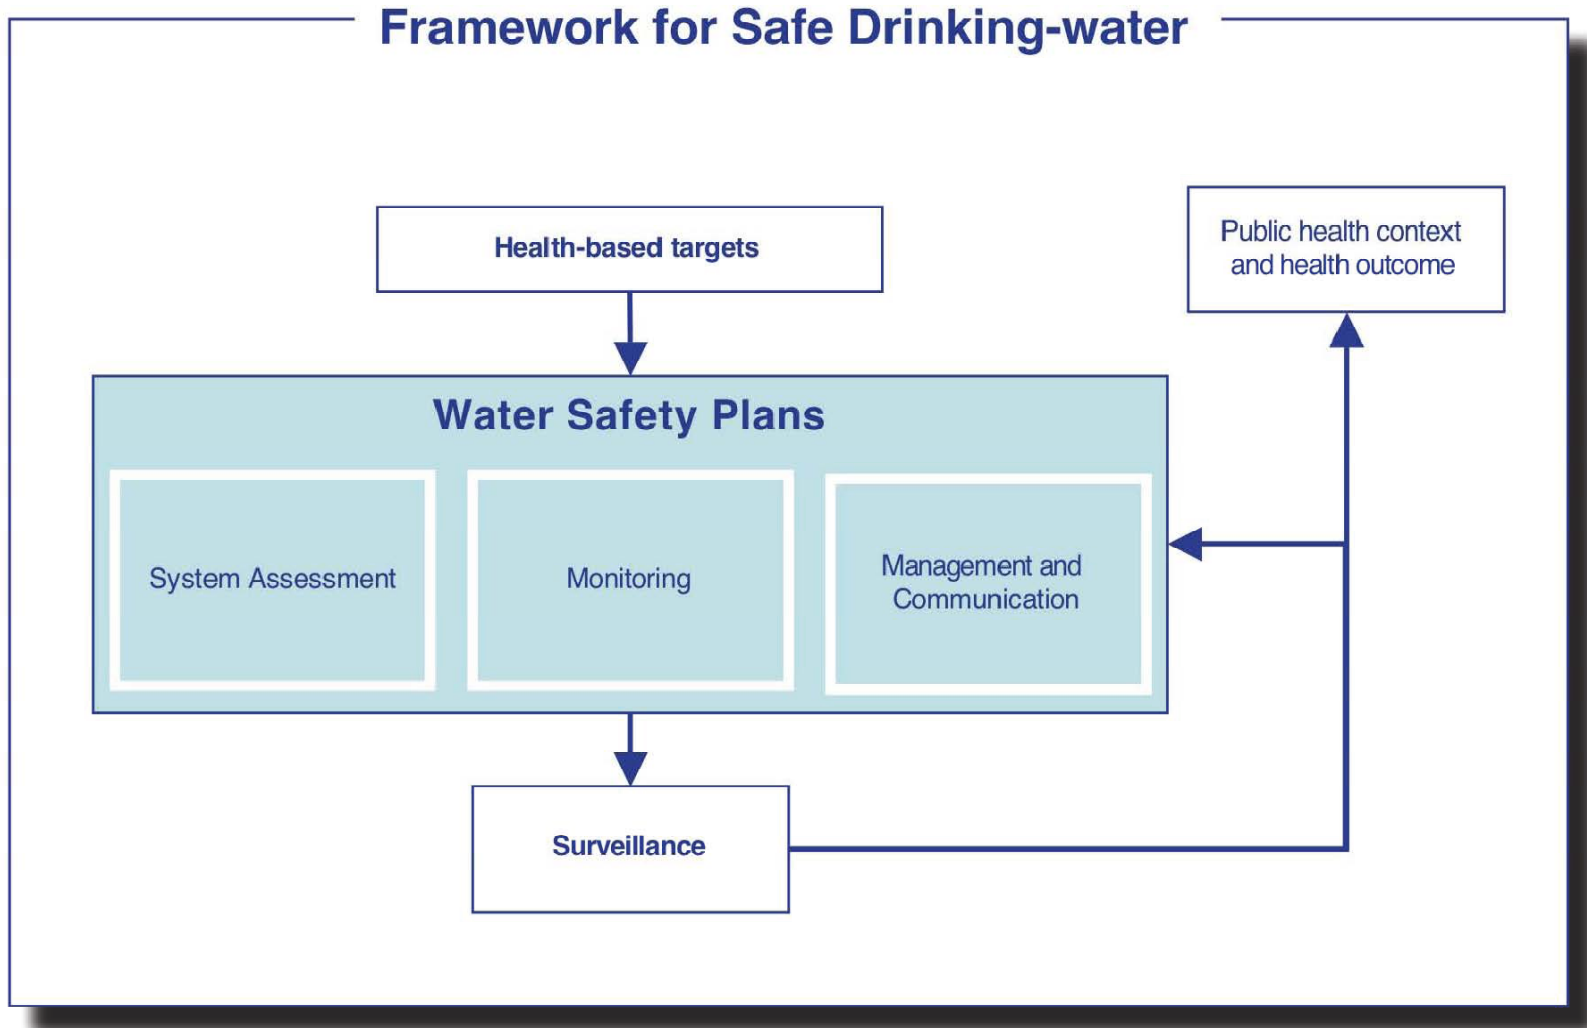 Framework for Safe Drinking-water
Health-based targets
Public health context
and health outcome
Water Safety Plans
System Assessment
Monitoring
Management and
Communication
Surveillance